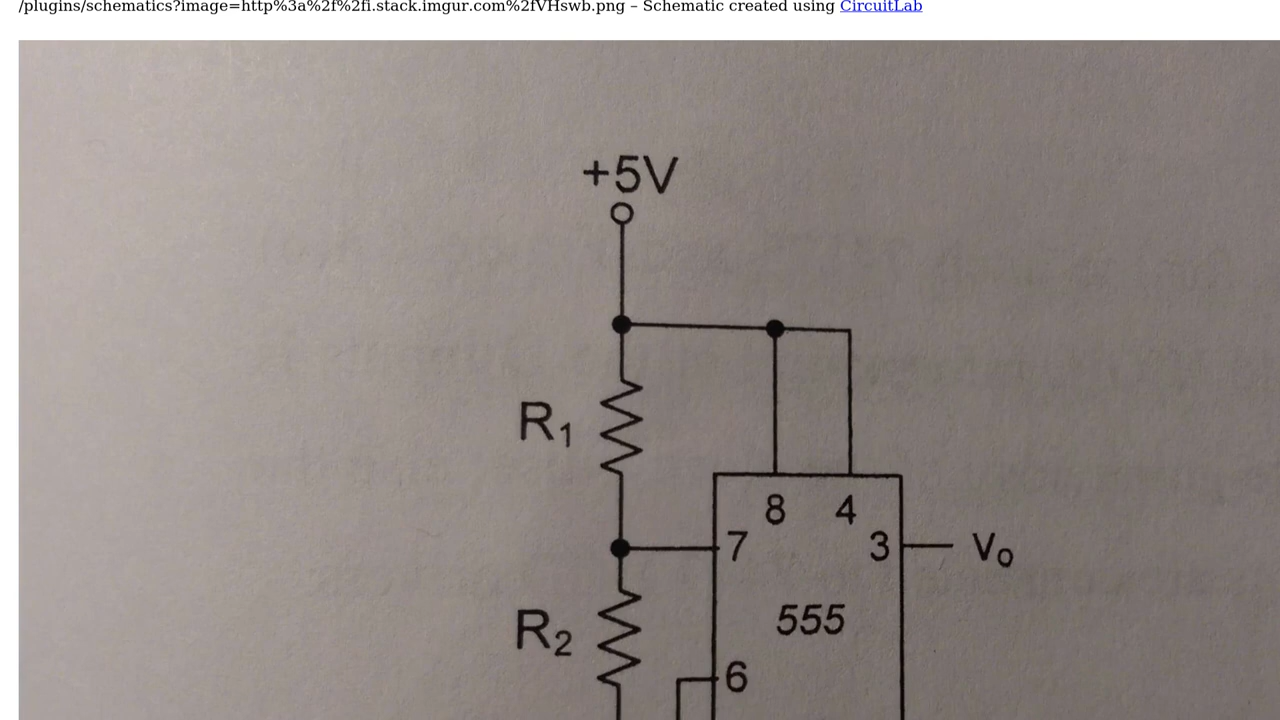 /plugins/schematics?image=http%3a%2f%2fi.stack.imgur.com%2fVHswb.png – Schematic created using CircuitLab
+5V
R1
8 4
7
3
Vo
R2
555
6